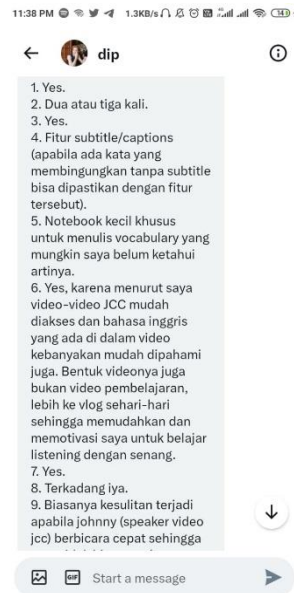 11:38 PM 1.3KB/s 14
dip
1. Yes.
2. Dua atau tiga kali.
3. Yes.
4. Fitur subtitle/captions
(apabila ada kata yang
membingungkan tanpa subtitle
bisa dipastikan dengan fitur
tersebut).
5. Notebook kecil khusus
untuk menulis vocabulary yang
mungkin saya belum ketahui
artinya.
6. Yes, karena menurut saya
video-video JCC mudah
diakses dan bahasa inggris
yang ada di dalam video
kebanyakan mudah dipahami
juga. Bentuk videonya juga
bukan video pembelajaran,
lebih ke vlog sehari-hari
sehingga memudahkan dan
memotivasi saya untuk belajar
listening dengan senang.
7. Yes.
8. Terkadang iya.
9. Biasanya kesulitan terjadi
apabila johnny (speaker video
jcc) berbicara cepat sehingga
GIF Start a message